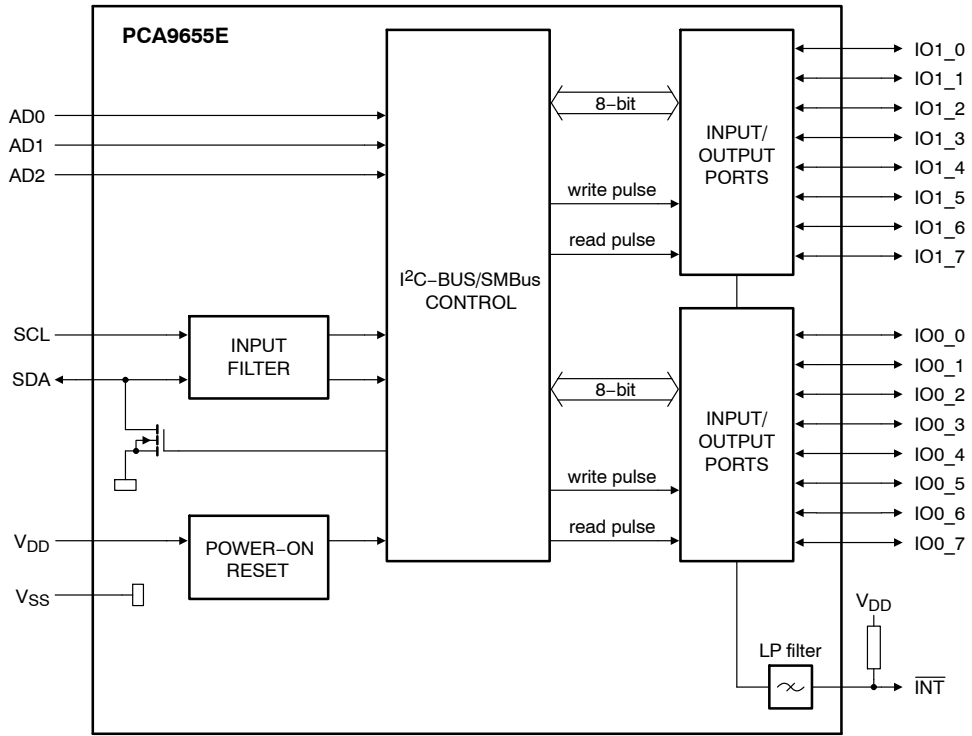 PCA9655E
AD0
AD1
AD2
SCL
SDA
VDD
VSS
INPUT
FILTER
POWER−ON
RESET
I²C−BUS/SMBus
CONTROL
8−bit
write pulse
read pulse
INPUT/
OUTPUT
PORTS
IO1_0
IO1_1
IO1_2
IO1_3
IO1_4
IO1_5
IO1_6
IO1_7
8−bit
write pulse
read pulse
INPUT/
OUTPUT
PORTS
IO0_0
IO0_1
IO0_2
IO0_3
IO0_4
IO0_5
IO0_6
IO0_7
VDD
LP filter
INT